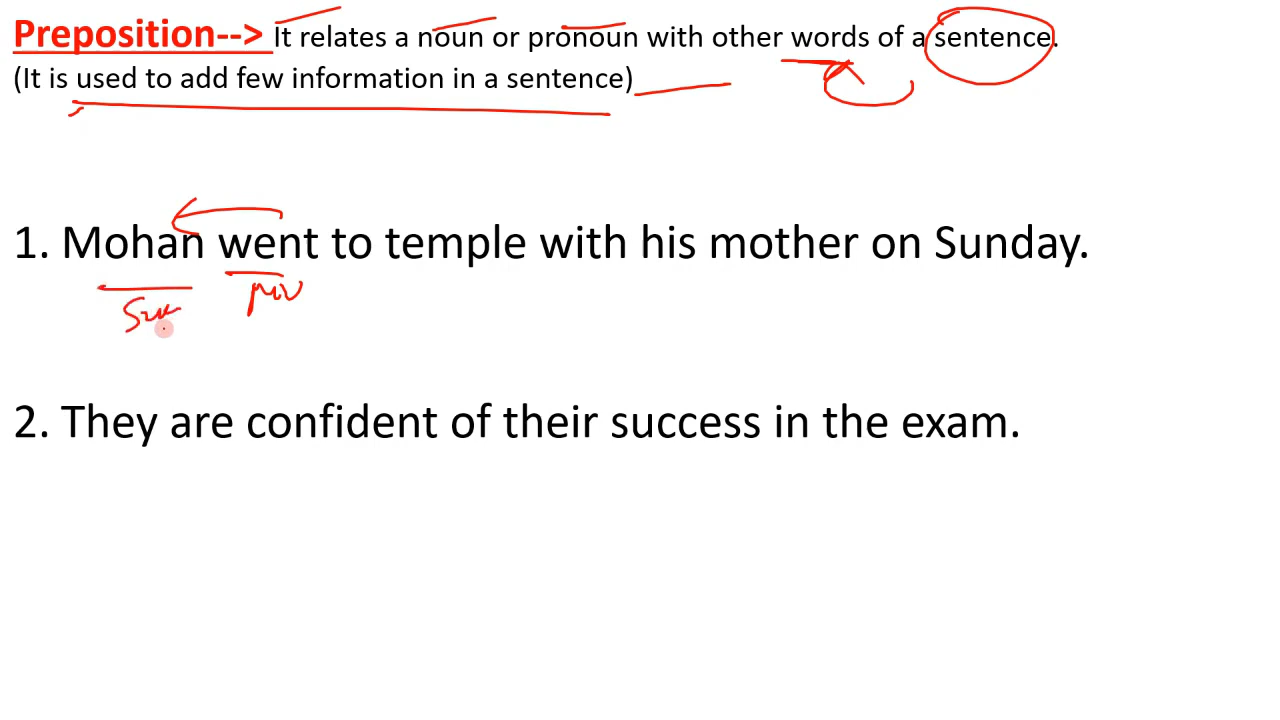 Preposition--> It relates a noun or pronoun with other words of a sentence.
(It is used to add few information in a sentence)
1. Mohan went to temple with his mother on Sunday.
MV
2. They are confident of their success in the exam.